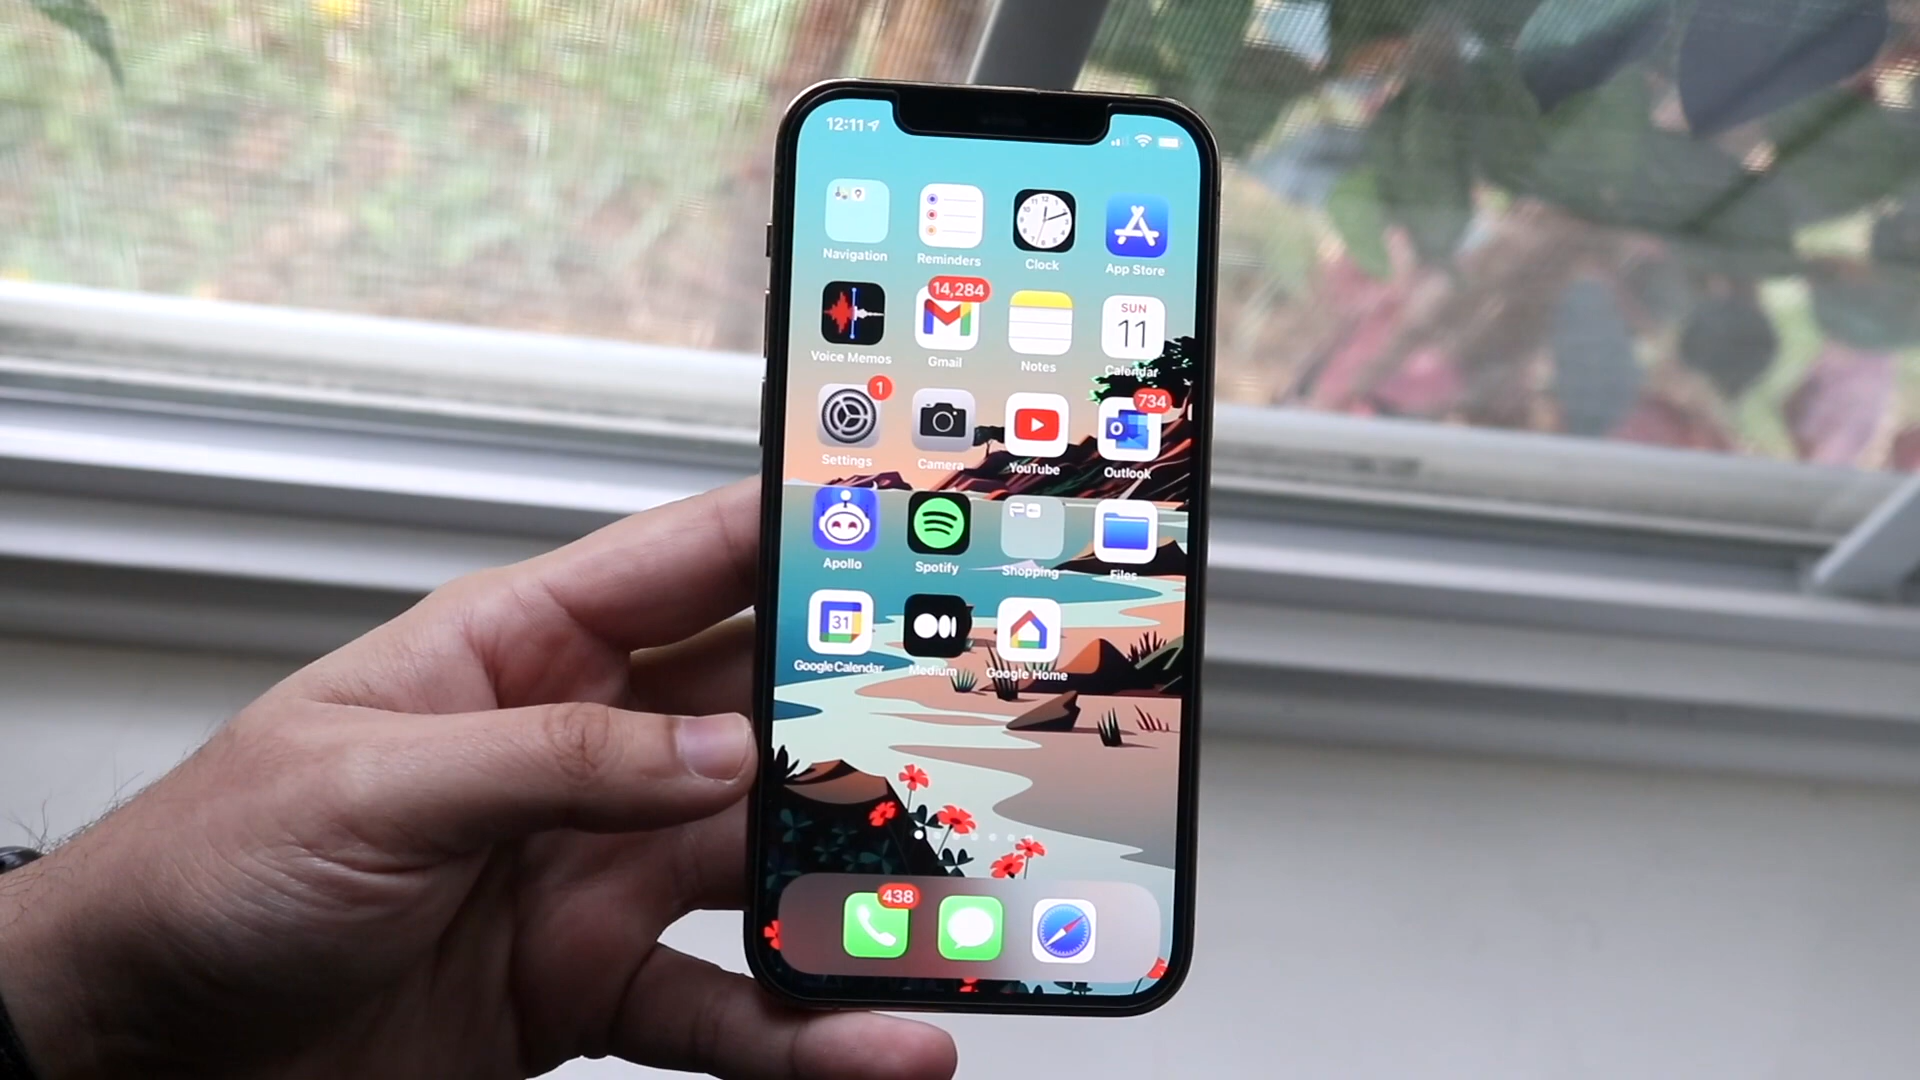 12:11
Navigation
Reminders
Clock
App Store
14,284
SUN
11
Voice Memos
Gmail
Notes
Calendar
1
734
Settings
Camera
YouTube
Outlook
Apollo
Spotify
Shopping
Files
31
Google Calendar
Medium
Google Home
438